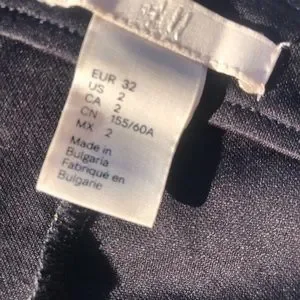 EUR 32
US 2
CA 2
CN 155/60A
MX 2
Made in
Bulgaria
Fabriqué en
Bulgarie